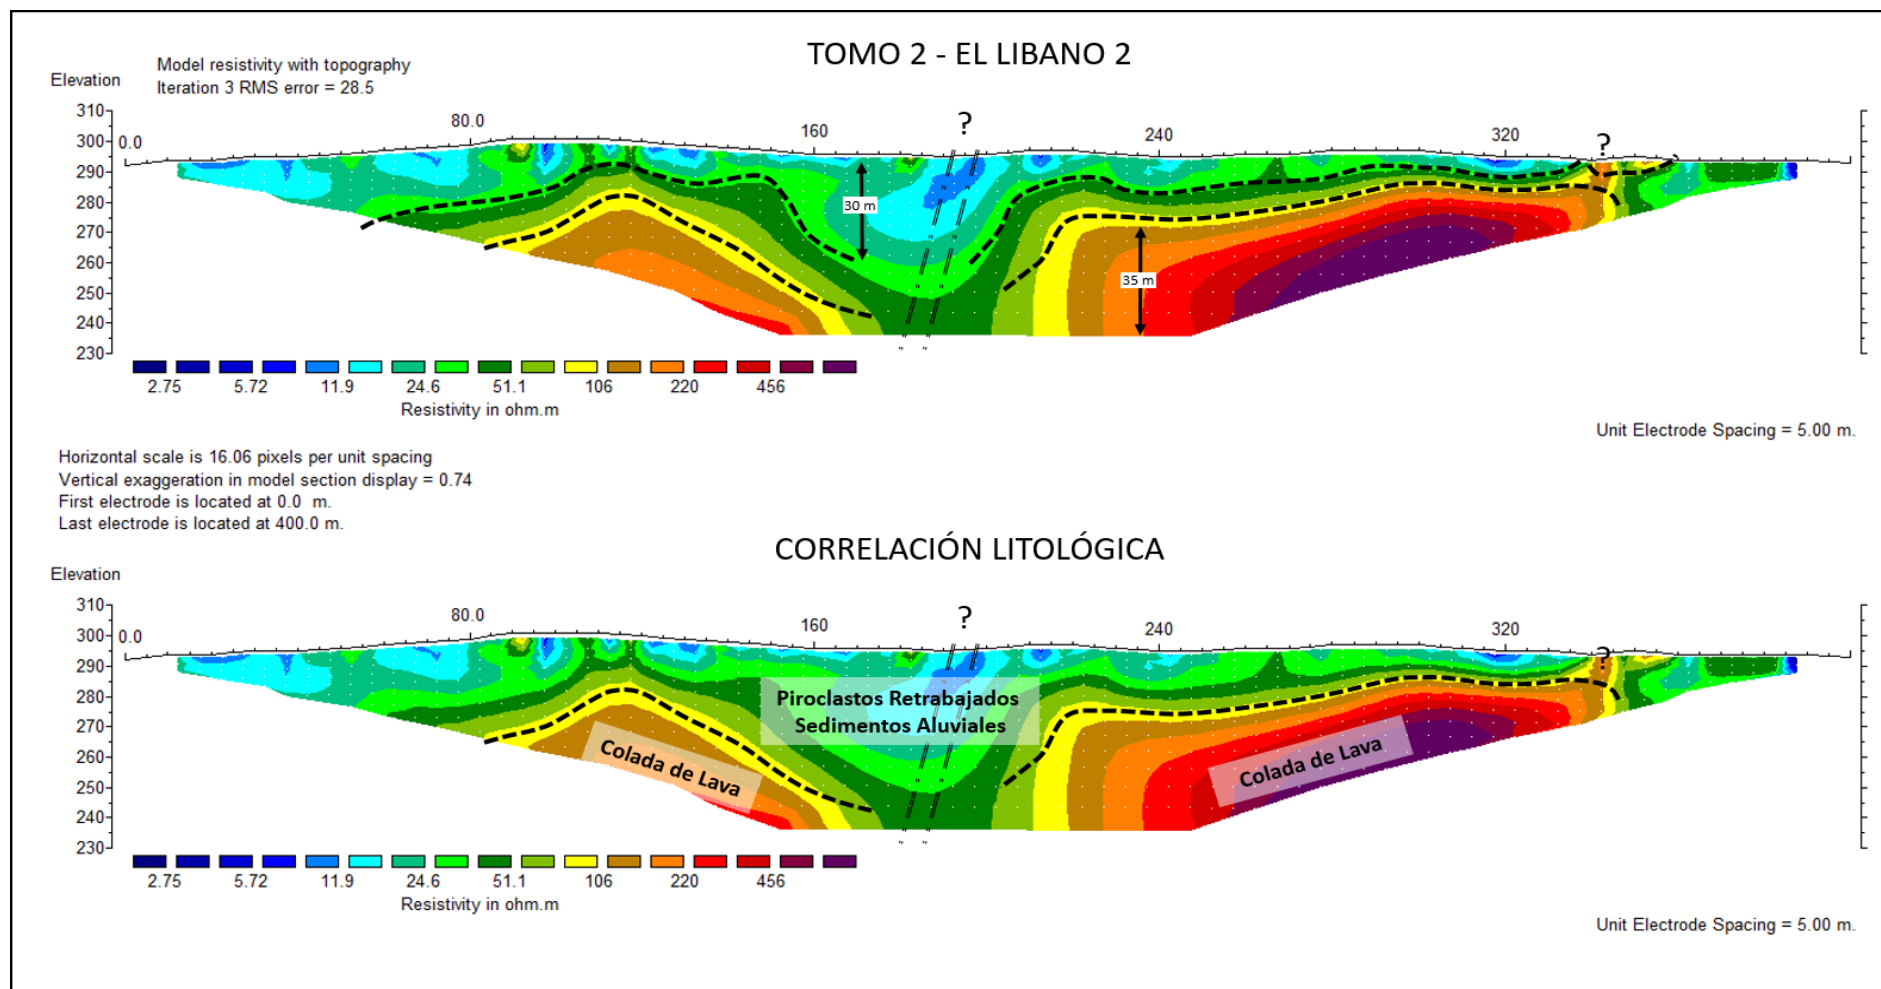 TOMO 2 - EL LIBANO 2
Model resistivity with topography
Iteration 3 RMS error = 28.5
Elevation
310
300
290
280
270
260
250
240
230
0.0
80.0
160
?
240
320
?
30 m
35 m
2.75 5.72 11.9 24.6 51.1 106 220 456
Resistivity in ohm.m
Unit Electrode Spacing = 5.00 m.
Horizontal scale is 16.06 pixels per unit spacing
Vertical exaggeration in model section display = 0.74
First electrode is located at 0.0 m.
Last electrode is located at 400.0 m.
CORRELACIÓN LITOLÓGICA
Elevation
310
300
290
280
270
260
250
240
230
0.0
80.0
160
?
240
320
?
Piroclastos Retrabajados
Sedimentos Aluviales
Colada de Lava
Colada de Lava
2.75 5.72 11.9 24.6 51.1 106 220 456
Resistivity in ohm.m
Unit Electrode Spacing = 5.00 m.